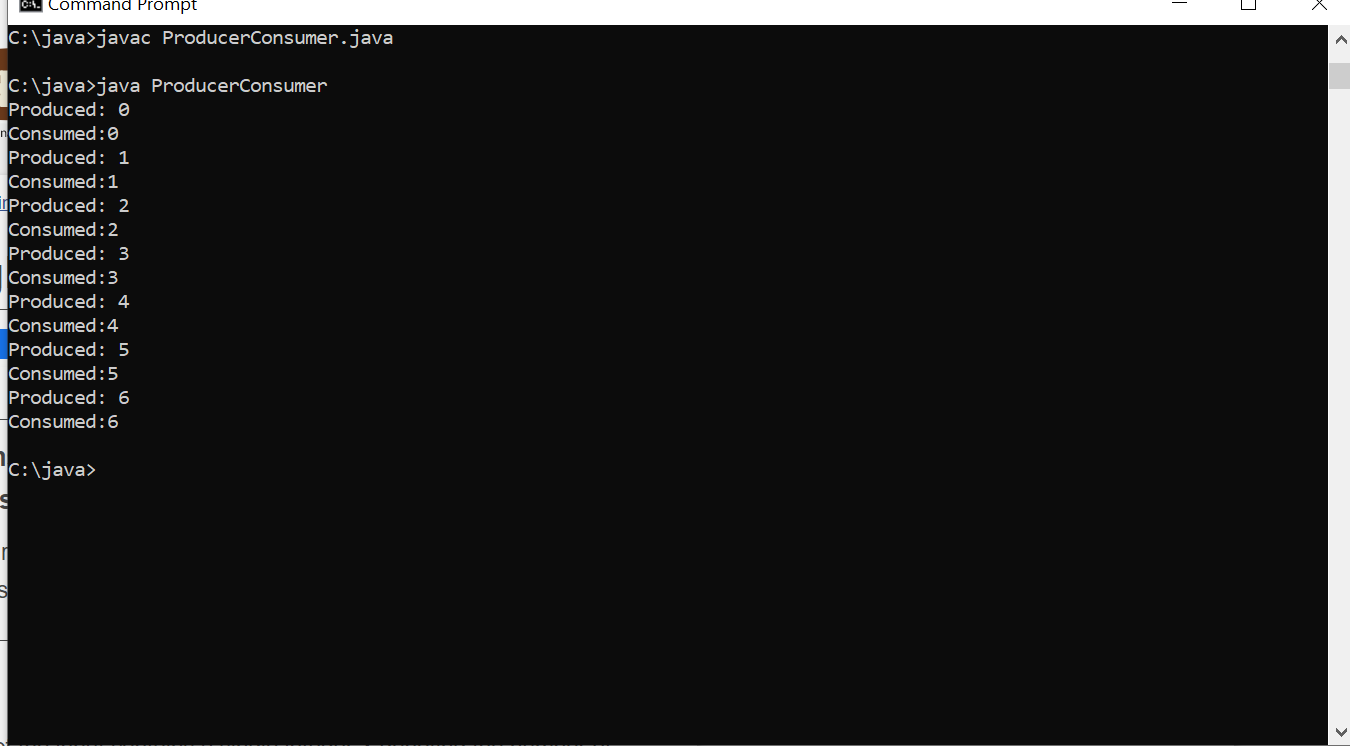 Command Prompt
C:\java>javac ProducerConsumer.java
C:\java>java ProducerConsumer
Produced: 0
Consumed:0
Produced: 1
Consumed:1
Produced: 2
Consumed:2
Produced: 3
Consumed:3
Produced: 4
Consumed:4
Produced: 5
Consumed:5
Produced: 6
Consumed:6
C:\java>